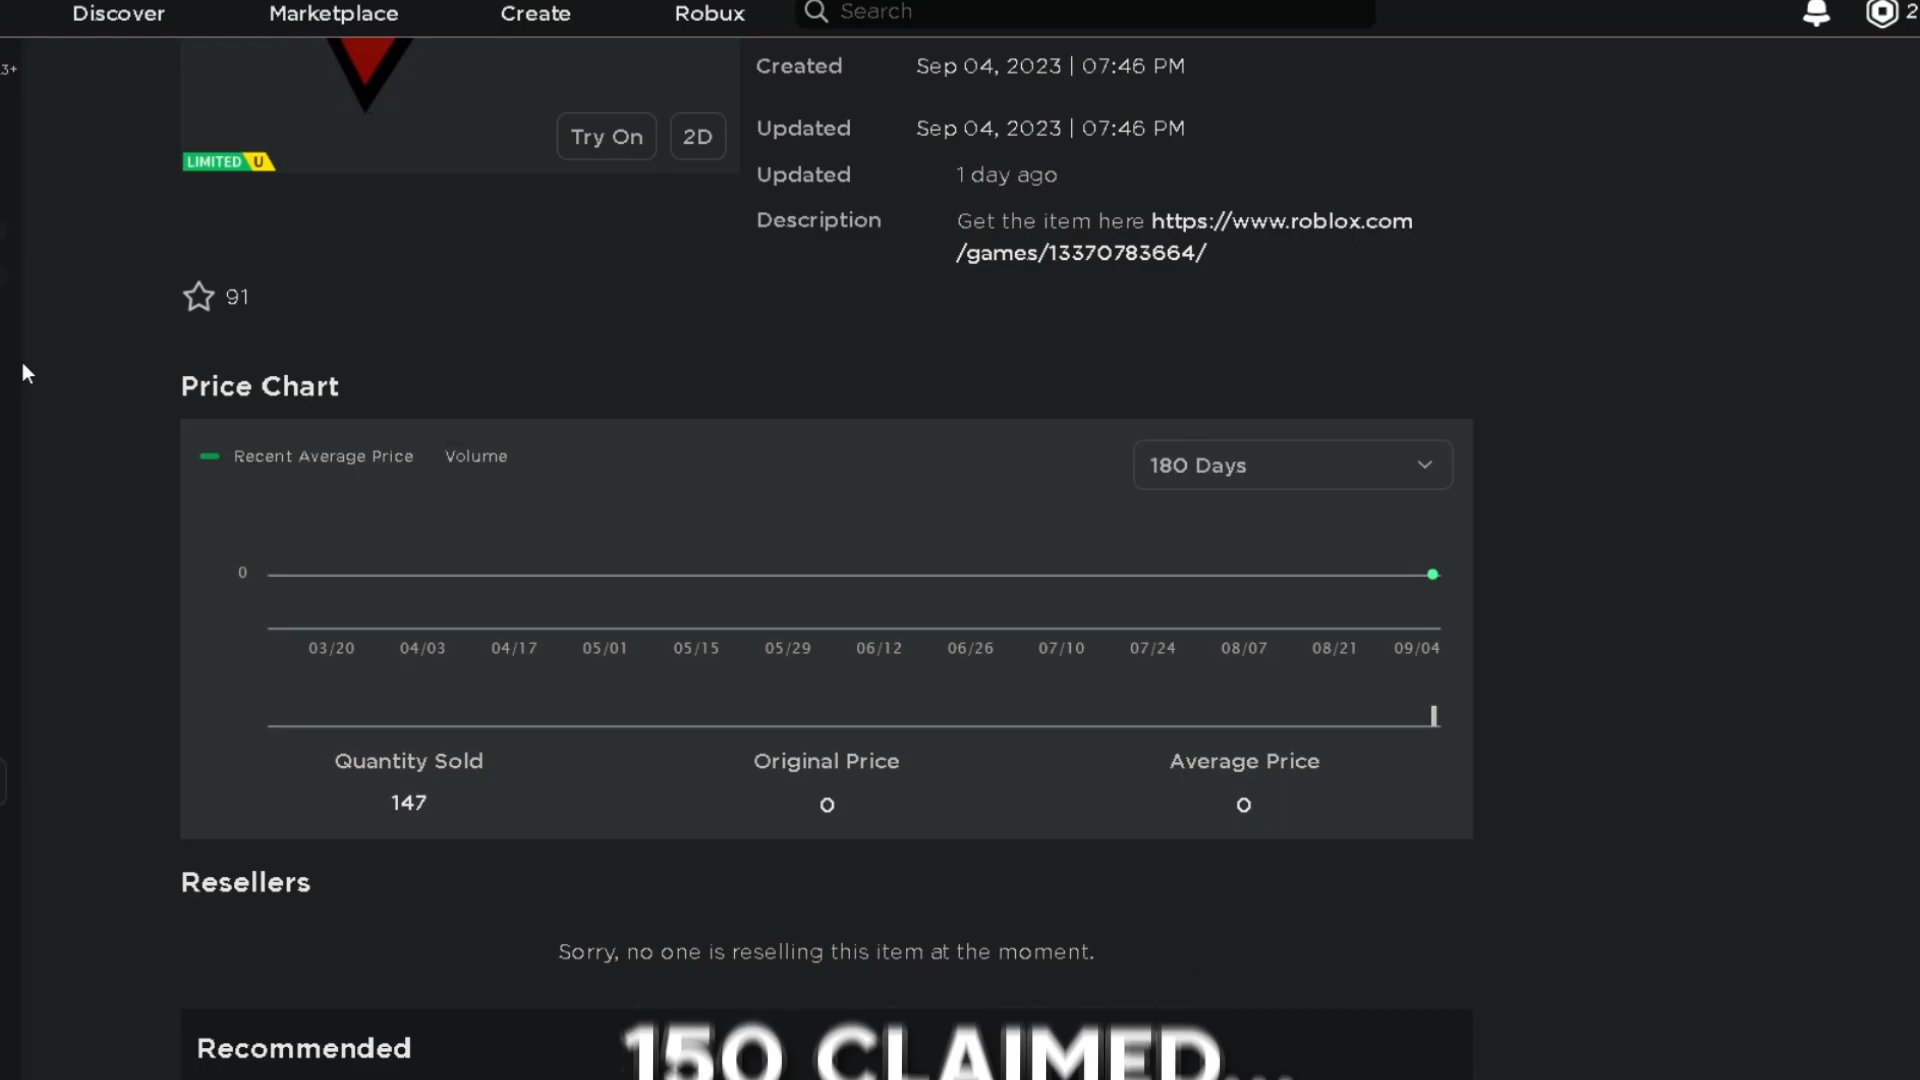 Discover Marketplace Create Robux Search 2
3+
Created Sep 04, 2023 | 07:46 PM
Try On 2D
Updated Sep 04, 2023 | 07:46 PM
LIMITED U
Updated 1 day ago
Description Get the item here https://www.roblox.com
/games/13370783664/
91
Price Chart
Recent Average Price Volume
180 Days
0
03/20 04/03 04/17 05/01 05/15 05/29 06/12 06/26 07/10 07/24 08/07 08/21 09/04
Quantity Sold Original Price Average Price
147 0 0
Resellers
Sorry, no one is reselling this item at the moment.
Recommended
150 CLAIMED...